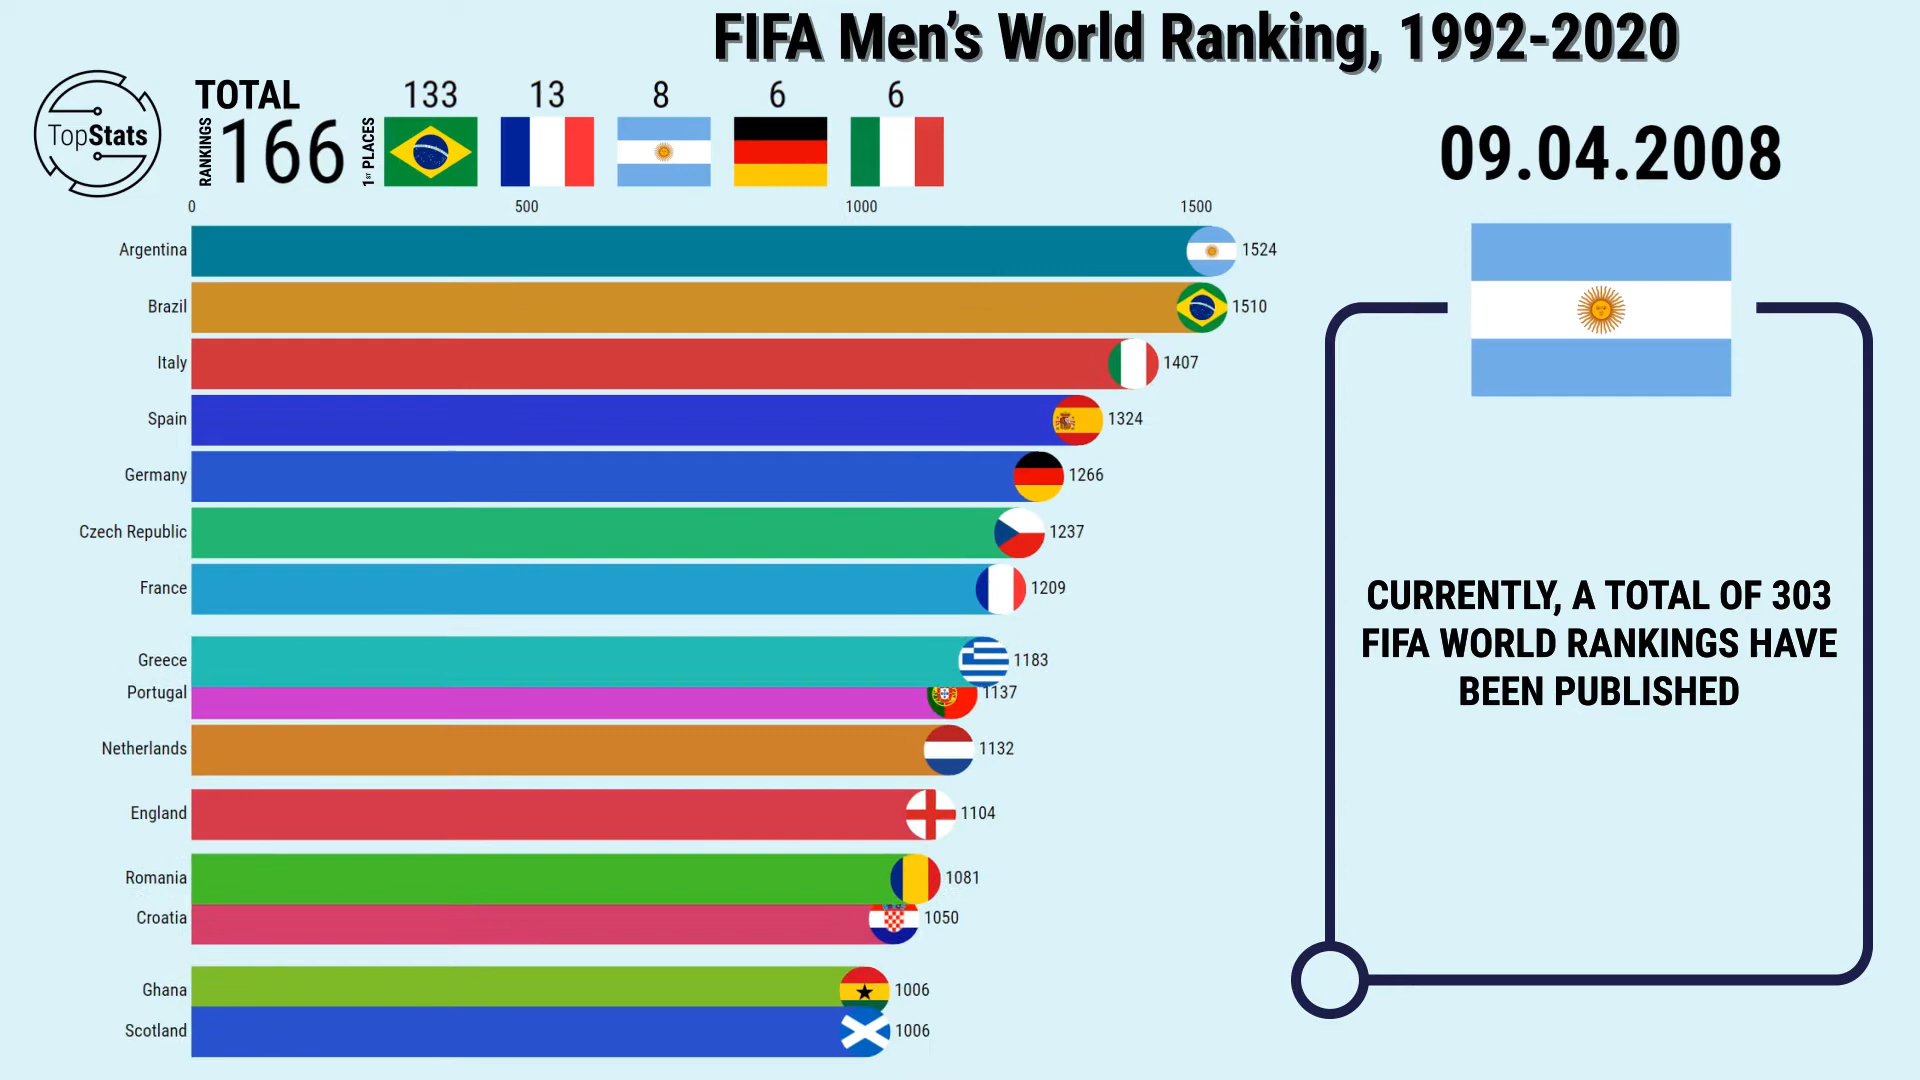 FIFA Men's World Ranking, 1992-2020
TopStats
TOTAL
RANKINGS
166
1ST PLACES
133
13
8
6
6
09.04.2008
0
500
1000
1500
Argentina 1524
Brazil 1510
Italy 1407
Spain 1324
Germany 1266
Czech Republic 1237
France 1209
Greece 1183
Portugal 1137
Netherlands 1132
England 1104
Romania 1081
Croatia 1050
Ghana 1006
Scotland 1006
CURRENTLY, A TOTAL OF 303
FIFA WORLD RANKINGS HAVE
BEEN PUBLISHED